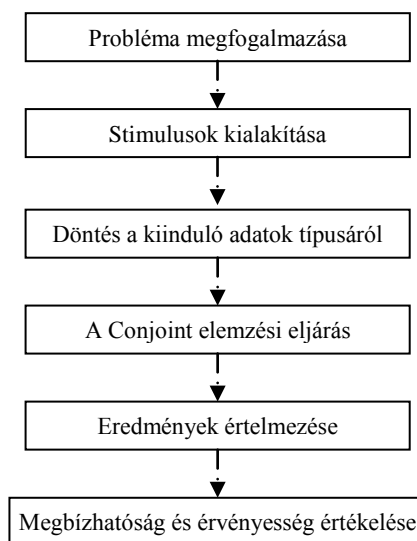 Probléma megfogalmazása
Stimulusok kialakítása
Döntés a kiinduló adatok típusáról
A Conjoint elemzési eljárás
Eredmények értelmezése
Megbízhatóság és érvényesség értékelése